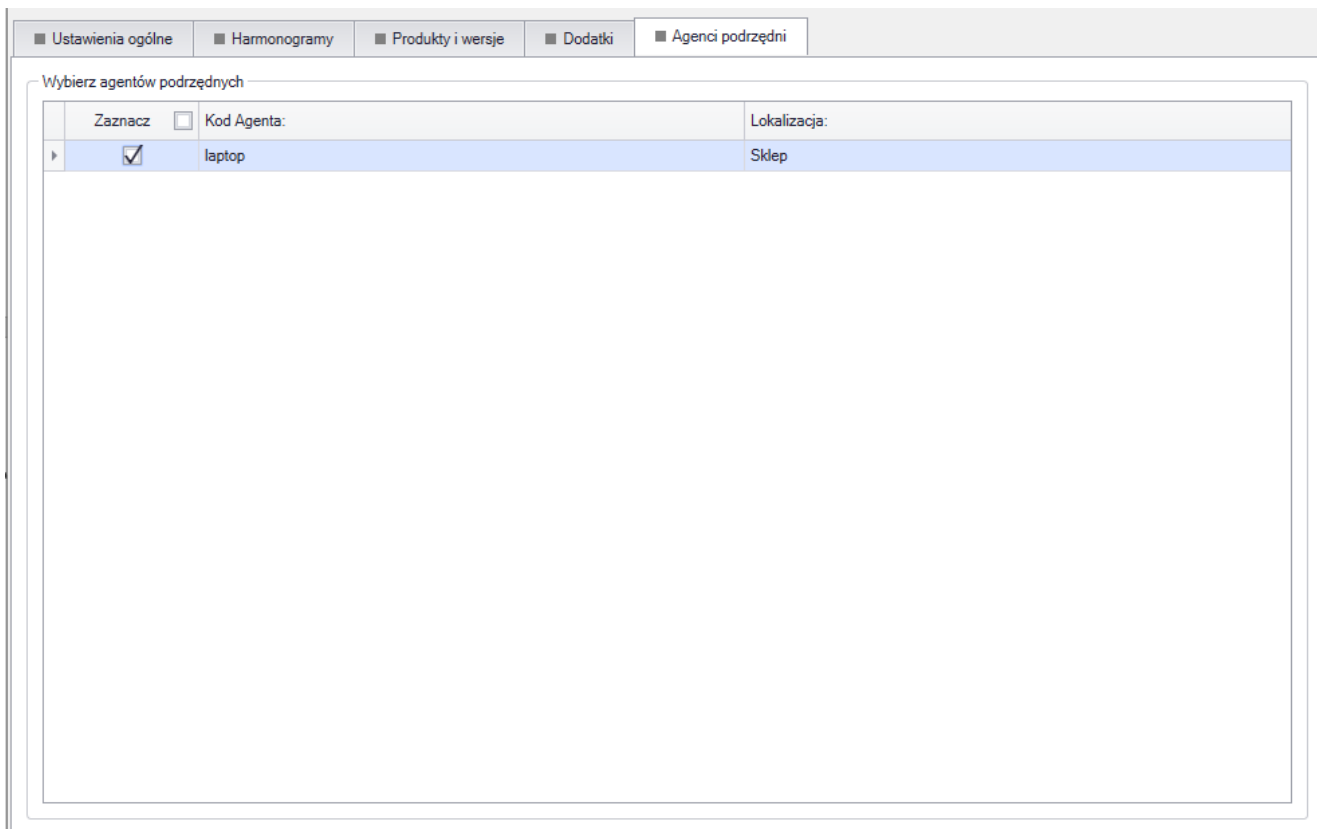 Ustawienia ogólne Harmonogramy Produkty i wersje Dodatki Agenci podrzędni
Wybierz agentów podrzędnych
Zaznacz Kod Agenta: Lokalizacja:
laptop Sklep